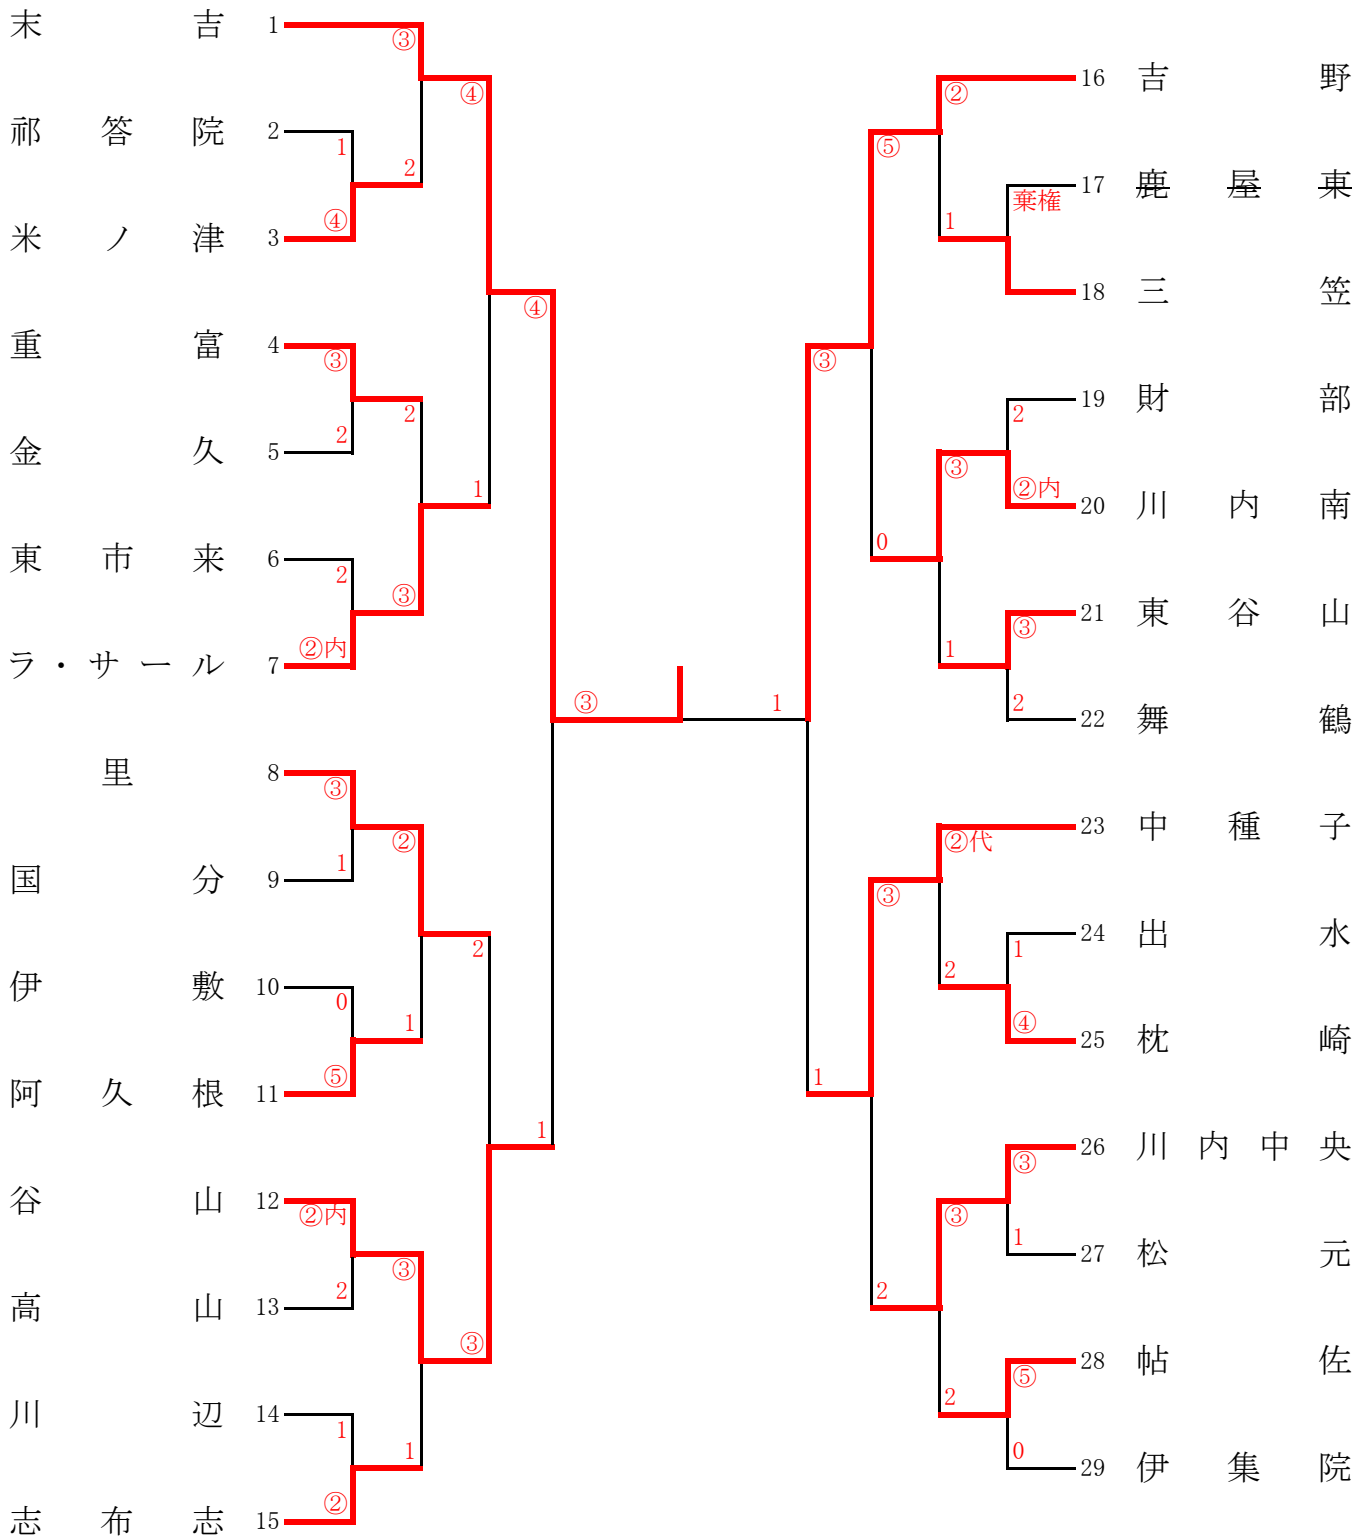 末吉 1
祁答院 2
米ノ津 3
重富 4
金久 5
東市来 6
ラ・サール 7
里 8
国分 9
伊敷 10
阿久根 11
谷山 12
高山 13
川辺 14
志布志 15
③
1
④
2
③
2
2
②内
③
1
0
⑤
②内
2
1
②
④
2
③
②
1
③
1
1
2
③
④
1
③
1
③
1
⑤
0
③
2
②
1
③
1
②代
2
③
2
棄権
2
②内
③
2
1
④
③
1
⑤
0
16 吉野
17 鹿屋東
18 三笠
19 財部
20 川内南
21 東谷山
22 舞鶴
23 中種子
24 出水
25 枕崎
26 川内中央
27 松元
28 帖佐
29 伊集院